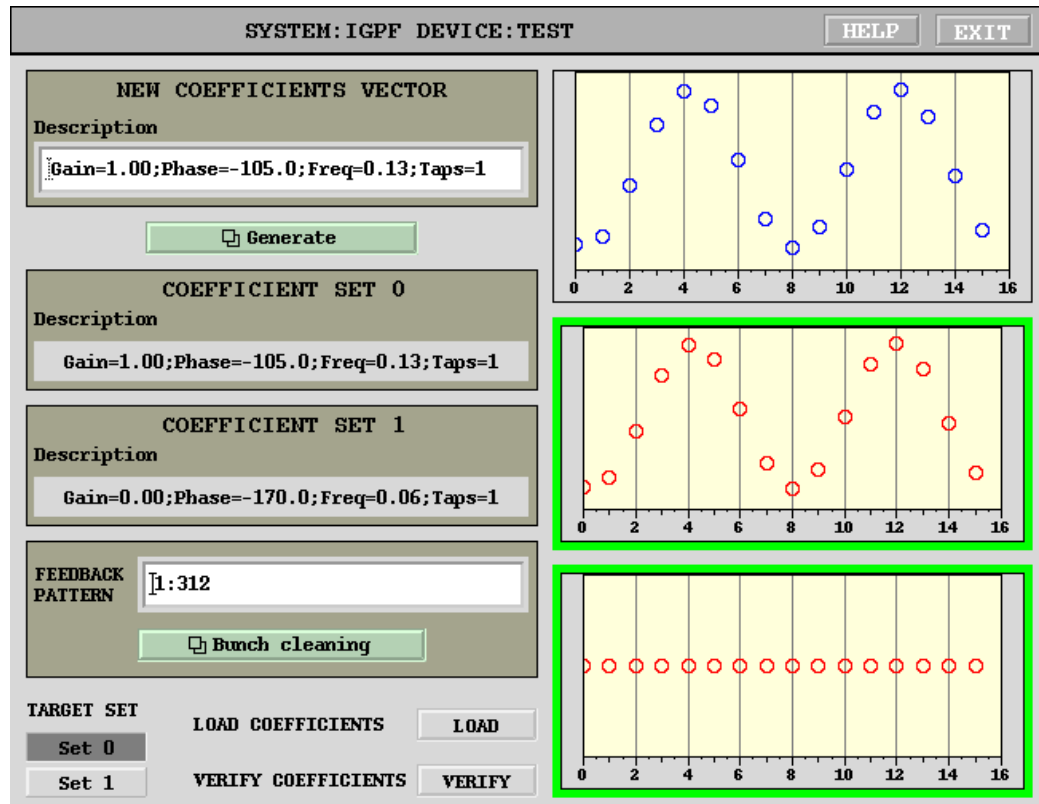 SYSTEM:IGPF DEVICE:TEST
HELP
EXIT
NEW COEFFICIENTS VECTOR
Description
Gain=1.00;Phase=-105.0;Freq=0.13;Taps=1
Generate
COEFFICIENT SET 0
Description
Gain=1.00;Phase=-105.0;Freq=0.13;Taps=1
COEFFICIENT SET 1
Description
Gain=0.00;Phase=-170.0;Freq=0.06;Taps=1
FEEDBACK
PATTERN
1:312
Bunch cleaning
TARGET SET
Set 0
Set 1
LOAD COEFFICIENTS
LOAD
VERIFY COEFFICIENTS
VERIFY
0 2 4 6 8 10 12 14 16
0 2 4 6 8 10 12 14 16
0 2 4 6 8 10 12 14 16